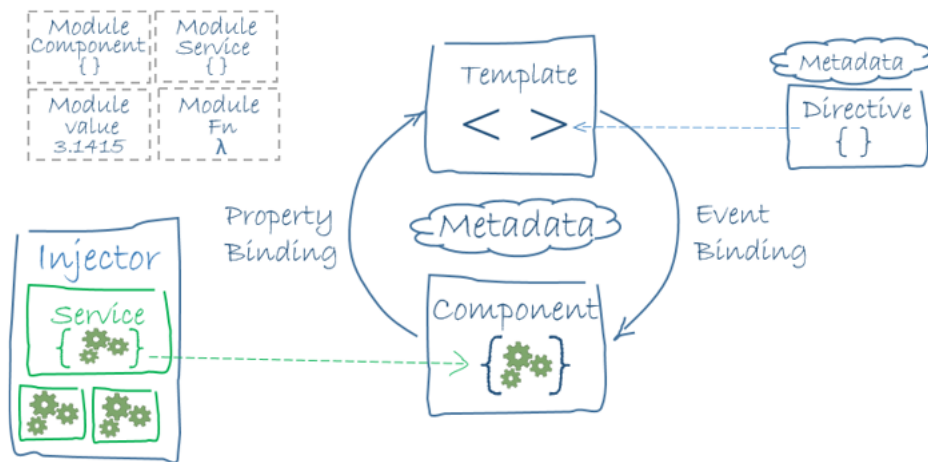 Module
Component
{ }
Module
Service
{ }
Module
value
3.1415
Module
Fn
λ
Template
< >
Metadata
Directive
{ }
Property
Binding
Metadata
Event
Binding
Injector
Service
{ }
Component
{ }